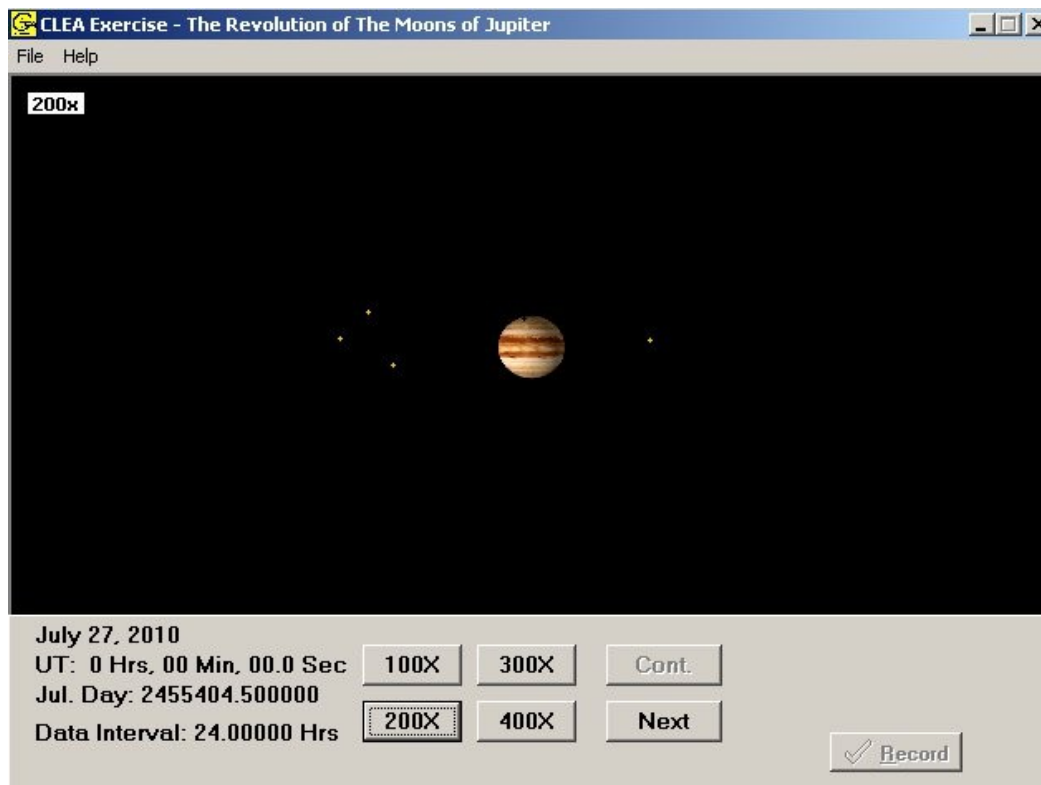 CLEA Exercise - The Revolution of The Moons of Jupiter
File Help
200x
July 27, 2010
UT: 0 Hrs, 00 Min, 00.0 Sec
Jul. Day: 2455404.500000
Data Interval: 24.00000 Hrs
100X 300X Cont.
200X 400X Next
Record